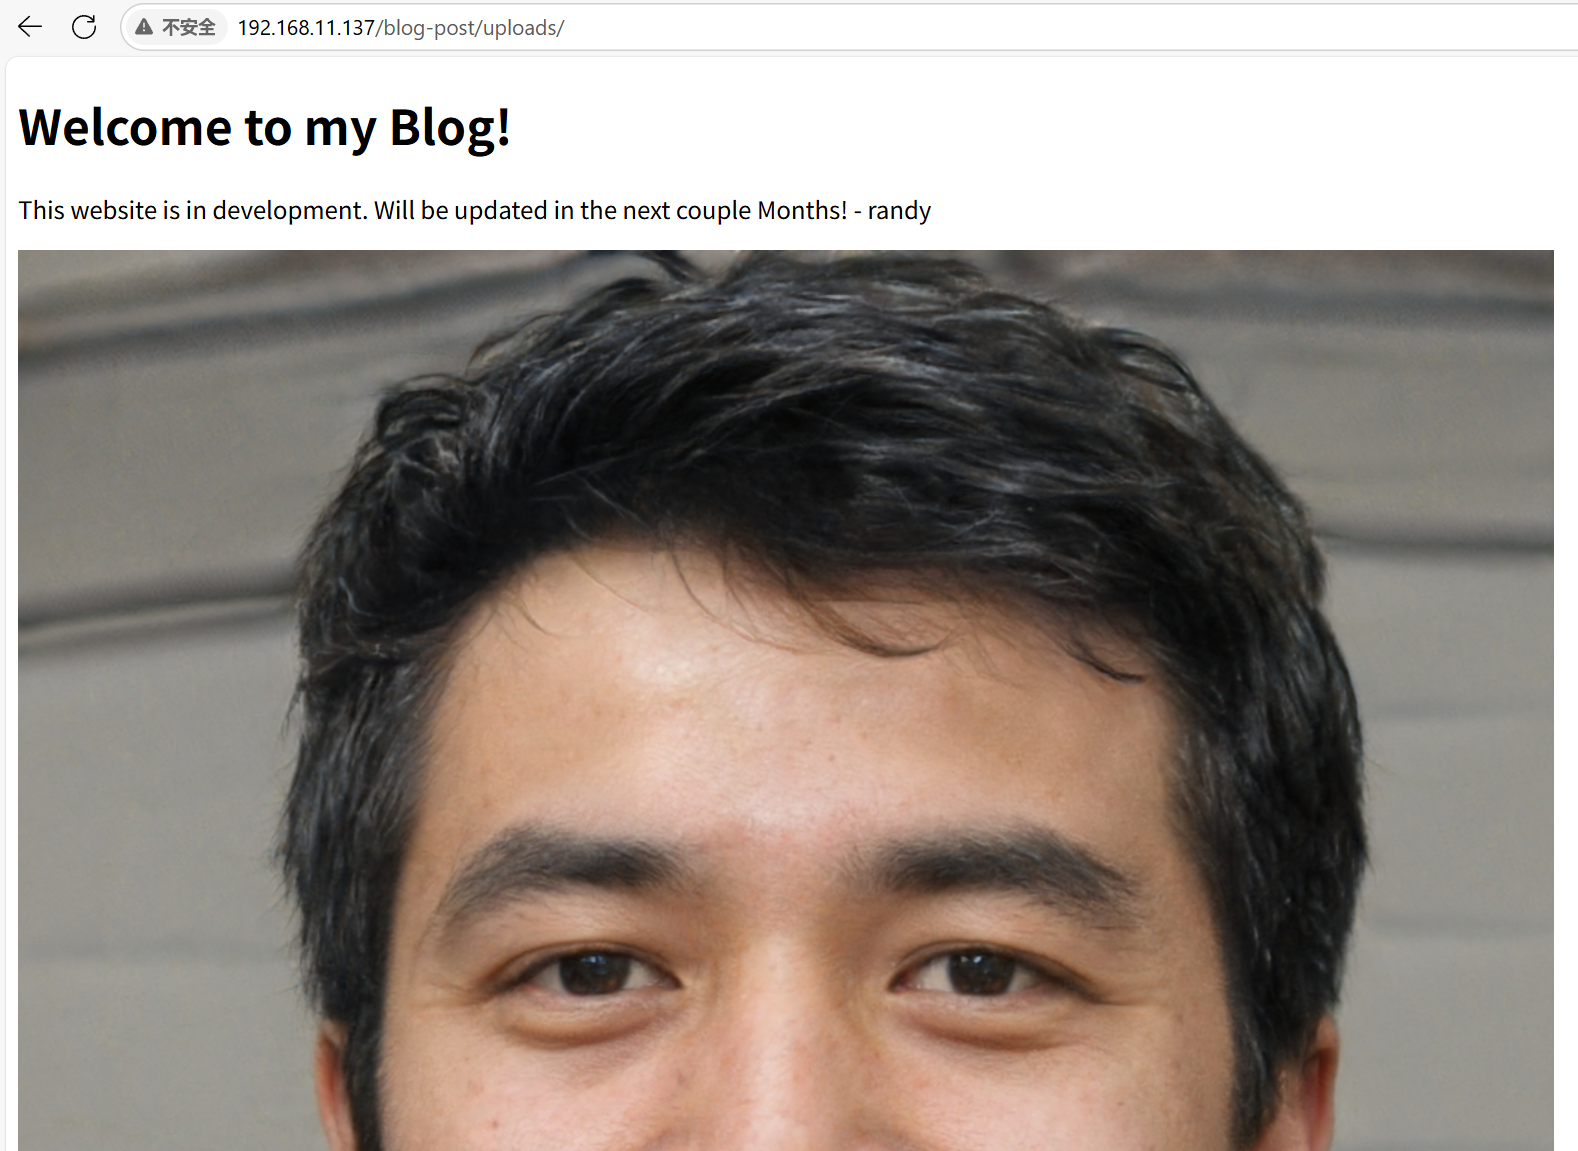 不安全 192.168.11.137/blog-post/uploads/
Welcome to my Blog!
This website is in development. Will be updated in the next couple Months! - randy